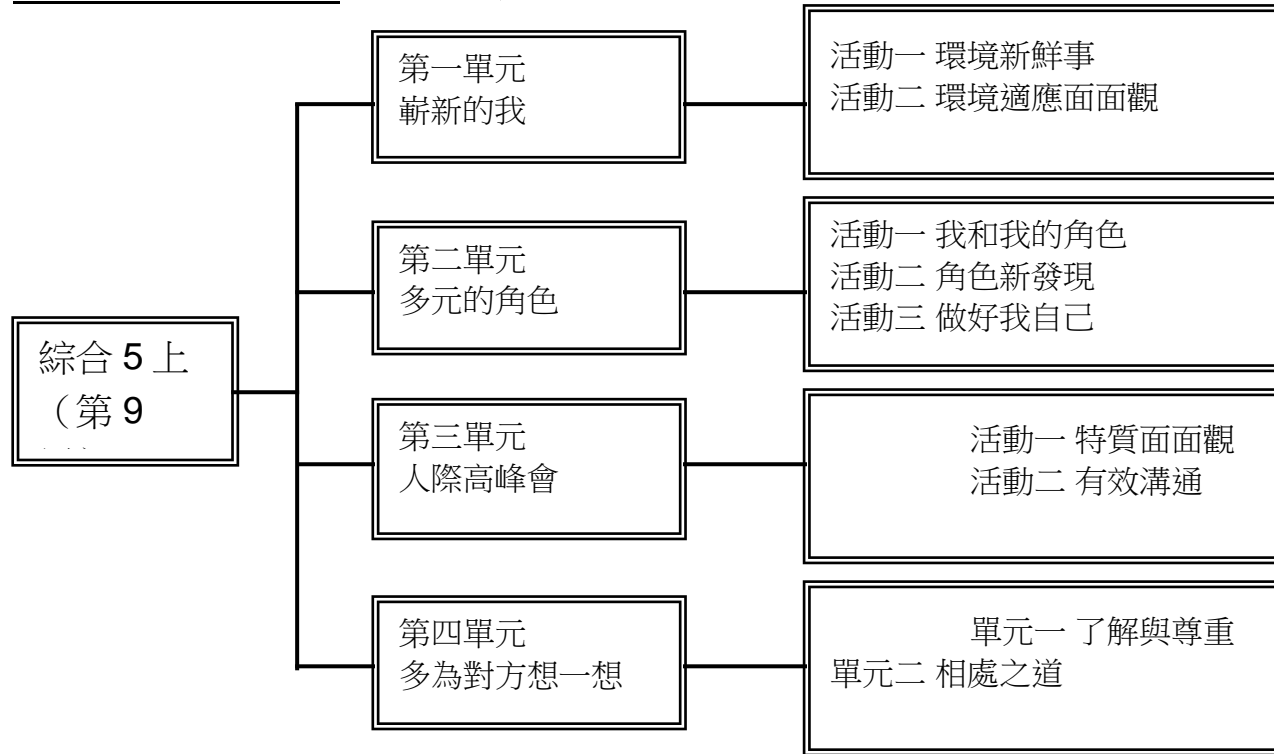 綜合 5 上
（第 9
第一單元
嶄新的我
活動一 環境新鮮事
活動二 環境適應面面觀
第二單元
多元的角色
活動一 我和我的角色
活動二 角色新發現
活動三 做好我自己
第三單元
人際高峰會
活動一 特質面面觀
活動二 有效溝通
第四單元
多為對方想一想
單元一 了解與尊重
單元二 相處之道